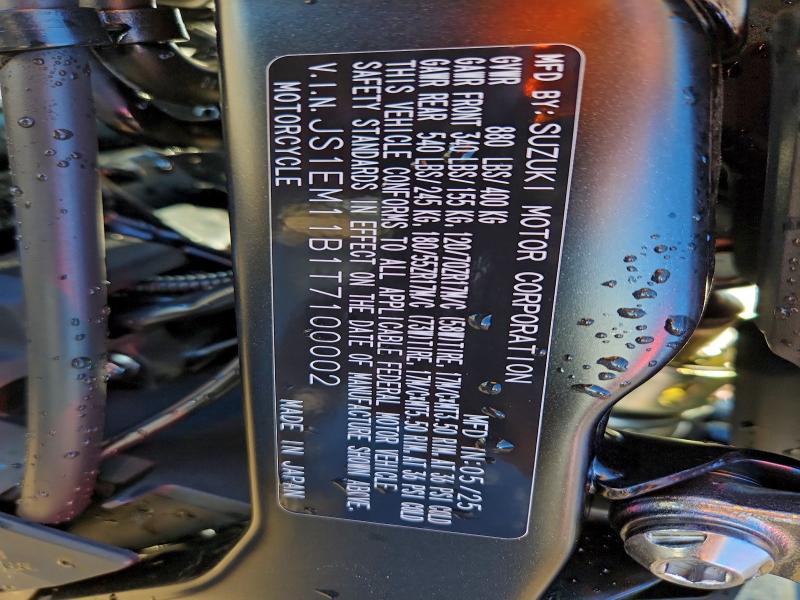 MFD BY: SUZUKI MOTOR CORPORATION
MFD IN: 05/25
GVWR 880 LBS/400 KG
GAWR FRONT 340 LBS/155 KG, 120/70ZR17M/C (58W)TIRE, 17M/C×MT3.50 RIM, AT 36 PSI COLD
GAWR REAR 540 LBS/245 KG, 180/55ZR17M/C (73W)TIRE, 17M/C×MT5.50 RIM, AT 36 PSI COLD
THIS VEHICLE CONFORMS TO ALL APPLICABLE FEDERAL MOTOR VEHICLE
SAFETY STANDARDS IN EFFECT ON THE DATE OF MANUFACTURE SHOWN ABOVE.
V.I.N. JS1EM11B1T7100002
MOTORCYCLE MADE IN JAPAN